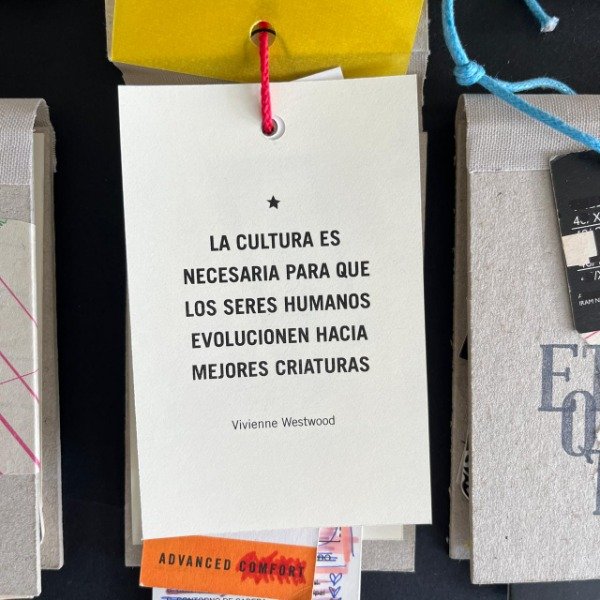 ★
LA CULTURA ES
NECESARIA PARA QUE
LOS SERES HUMANOS
EVOLUCIONEN HACIA
MEJORES CRIATURAS
Vivienne Westwood
ADVANCED COMFORT